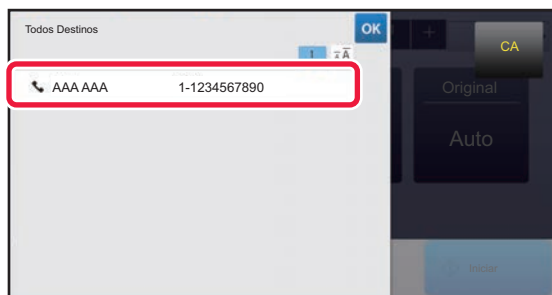 Todos Destinos
OK
CA
1
AAA AAA 1-1234567890
Original
Auto
Iniciar